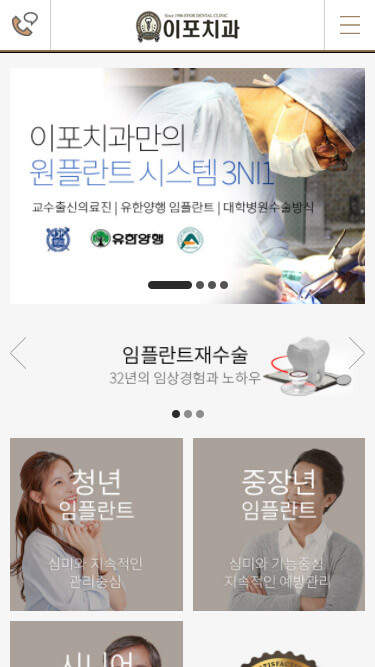 Since 1986 EFOR DENTAL CLINIC
이포치과
이포치과만의
원플란트 시스템 3NI1
교수출신의료진 | 유한양행 임플란트 | 대학병원수술방식
유한양행
임플란트재수술
32년의 임상경험과 노하우
청년
임플란트
심미와 지속적인
관리중심
중장년
임플란트
심미와 기능중심
지속적인 예방관리
시니어